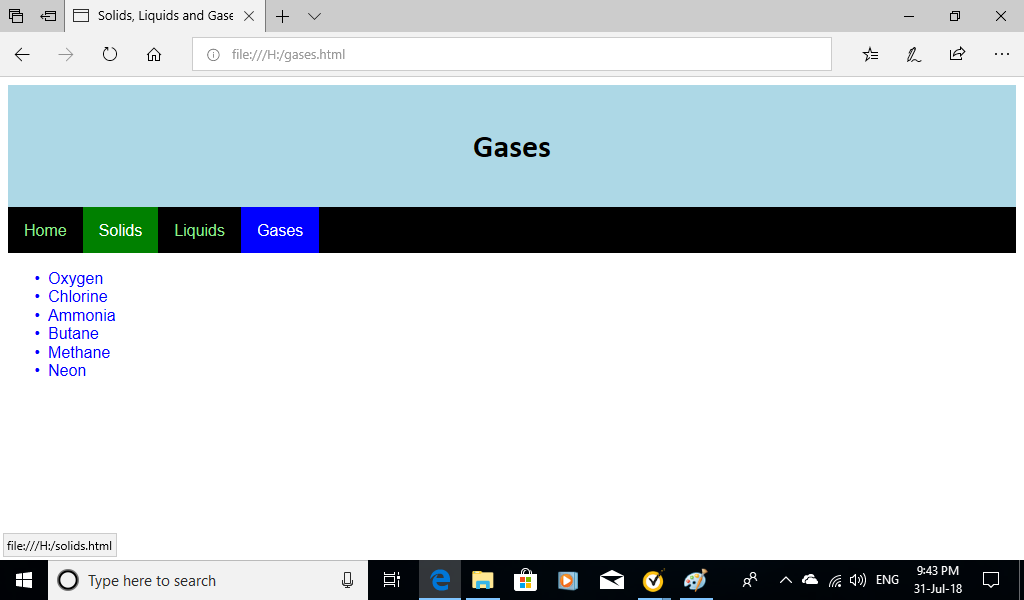 Solids, Liquids and Gase
file:///H:/gases.html
Gases
Home Solids Liquids Gases
• Oxygen
• Chlorine
• Ammonia
• Butane
• Methane
• Neon
file:///H:/solids.html
Type here to search
ENG
9:43 PM
31-Jul-18